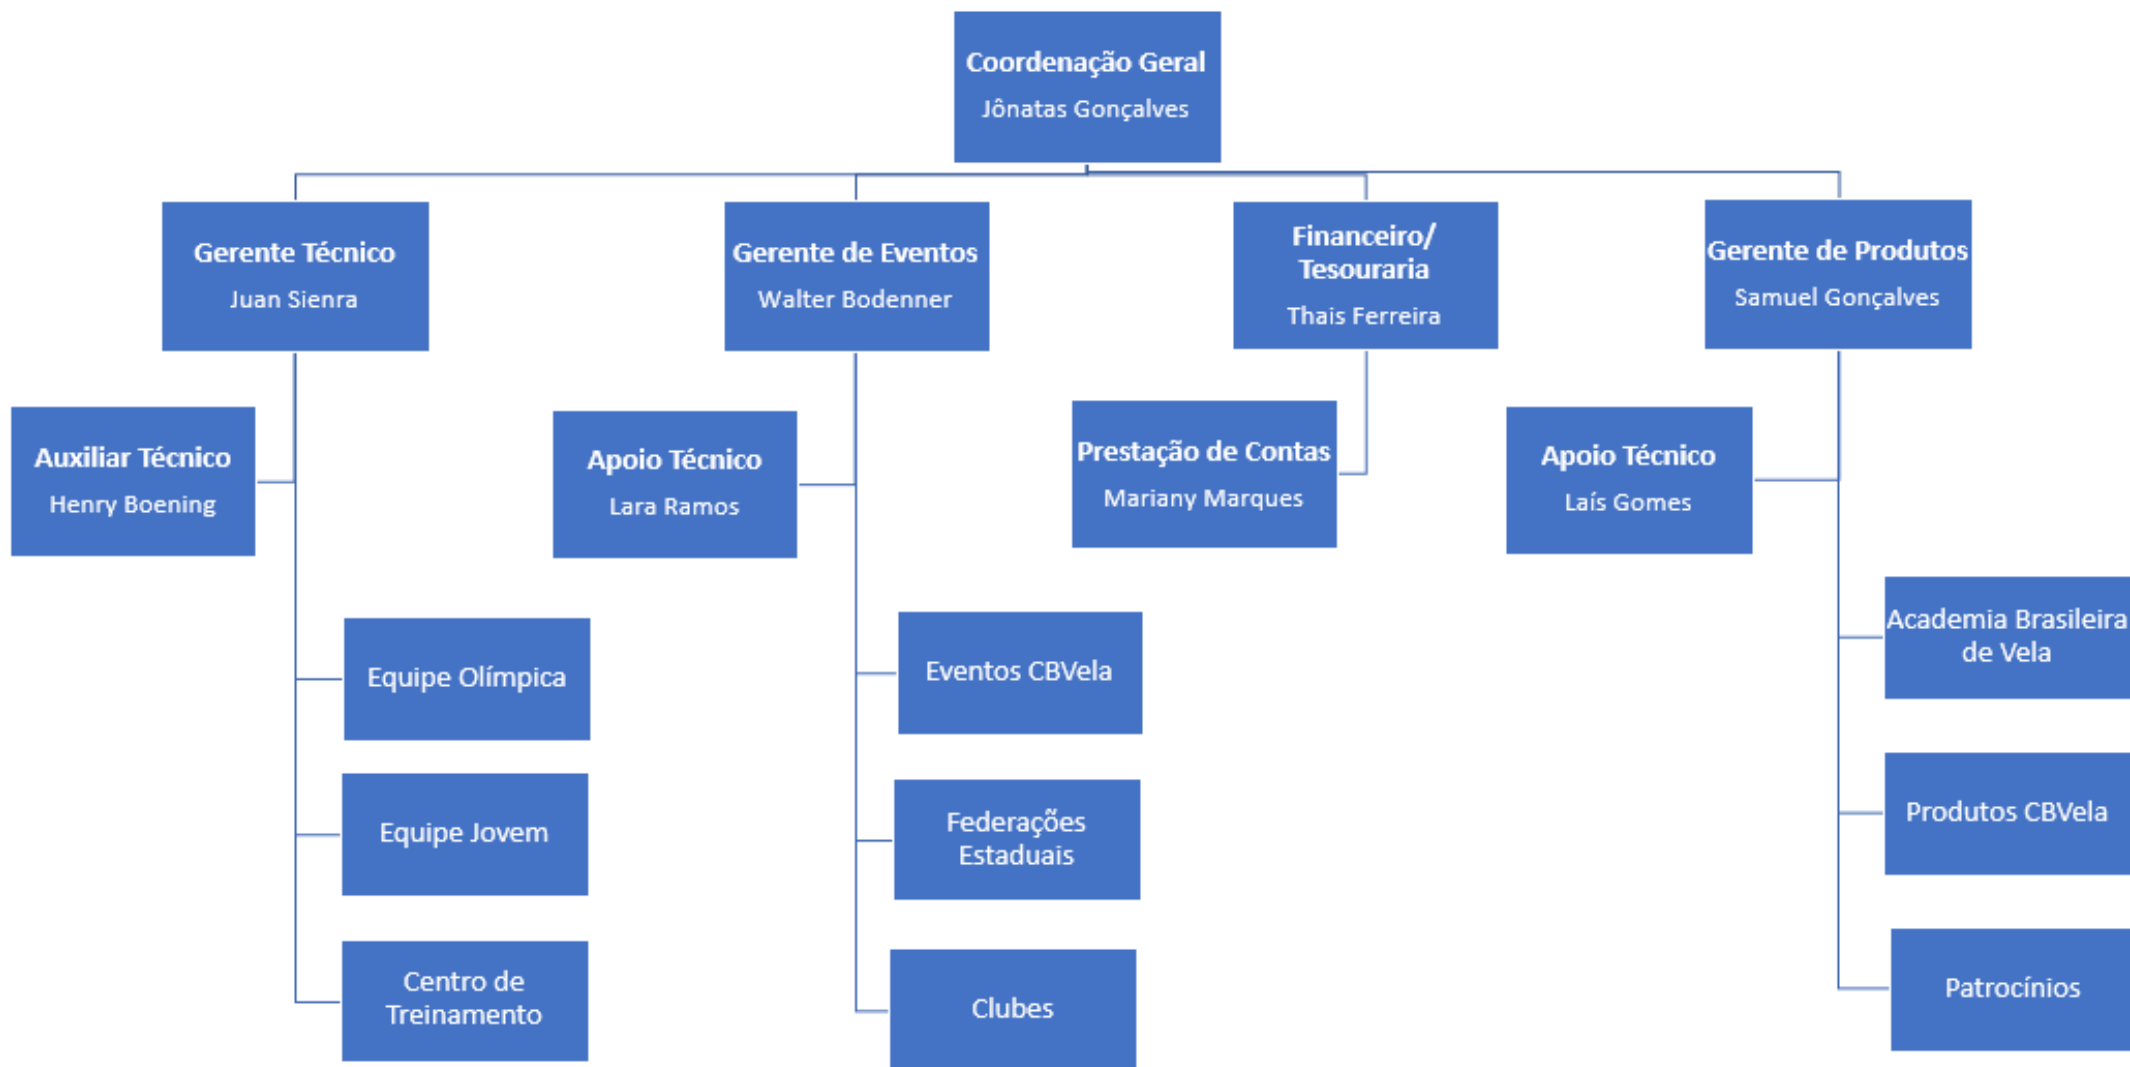 Coordenação Geral
Jônatas Gonçalves
Gerente Técnico
Juan Sienra
Gerente de Eventos
Walter Bodenner
Financeiro/
Tesouraria
Thais Ferreira
Gerente de Produtos
Samuel Gonçalves
Auxiliar Técnico
Henry Boening
Apoio Técnico
Lara Ramos
Prestação de Contas
Mariany Marques
Apoio Técnico
Laís Gomes
Equipe Olímpica
Equipe Jovem
Centro de
Treinamento
Eventos CBVela
Federações
Estaduais
Clubes
Academia Brasileira
de Vela
Produtos CBVela
Patrocínios